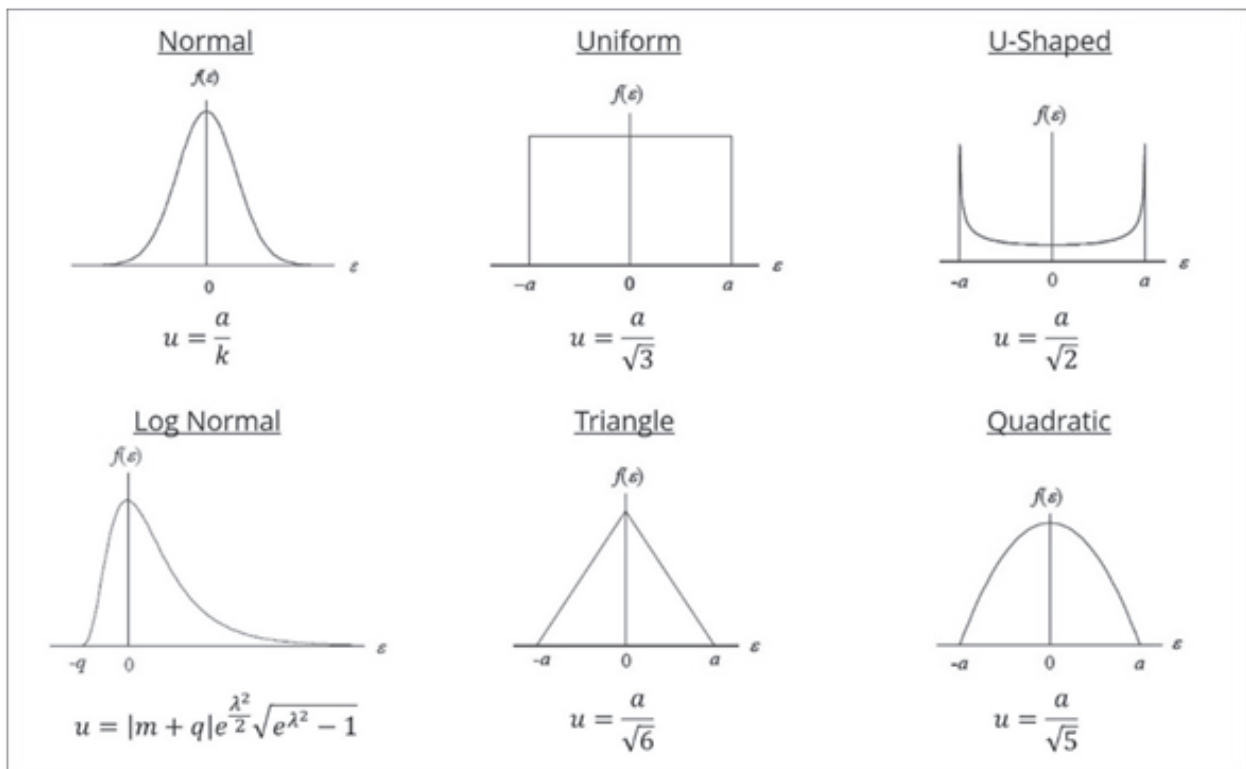 Normal
f(ε)
ε
0
u = a/k
Uniform
f(ε)
ε
-a 0 a
u = a/√3
U-Shaped
f(ε)
ε
-a 0 a
u = a/√2
Log Normal
f(ε)
ε
-q 0
u = |m + q|e^(λ²/2)√(e^(λ²) − 1)
Triangle
f(ε)
ε
-a 0 a
u = a/√6
Quadratic
f(ε)
ε
-a 0 a
u = a/√5